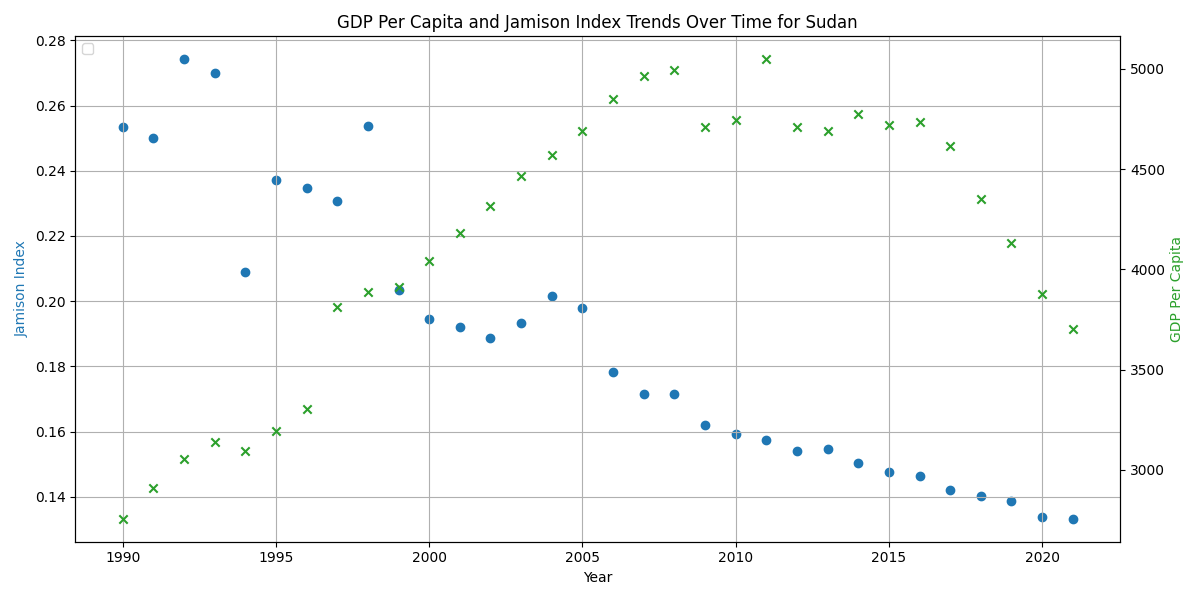 GDP Per Capita and Jamison Index Trends Over Time for Sudan
Jamison Index
0.28
0.26
0.24
0.22
0.20
0.18
0.16
0.14
5000
4500
4000
3500
3000
GDP Per Capita
1990 1995 2000 2005 2010 2015 2020
Year